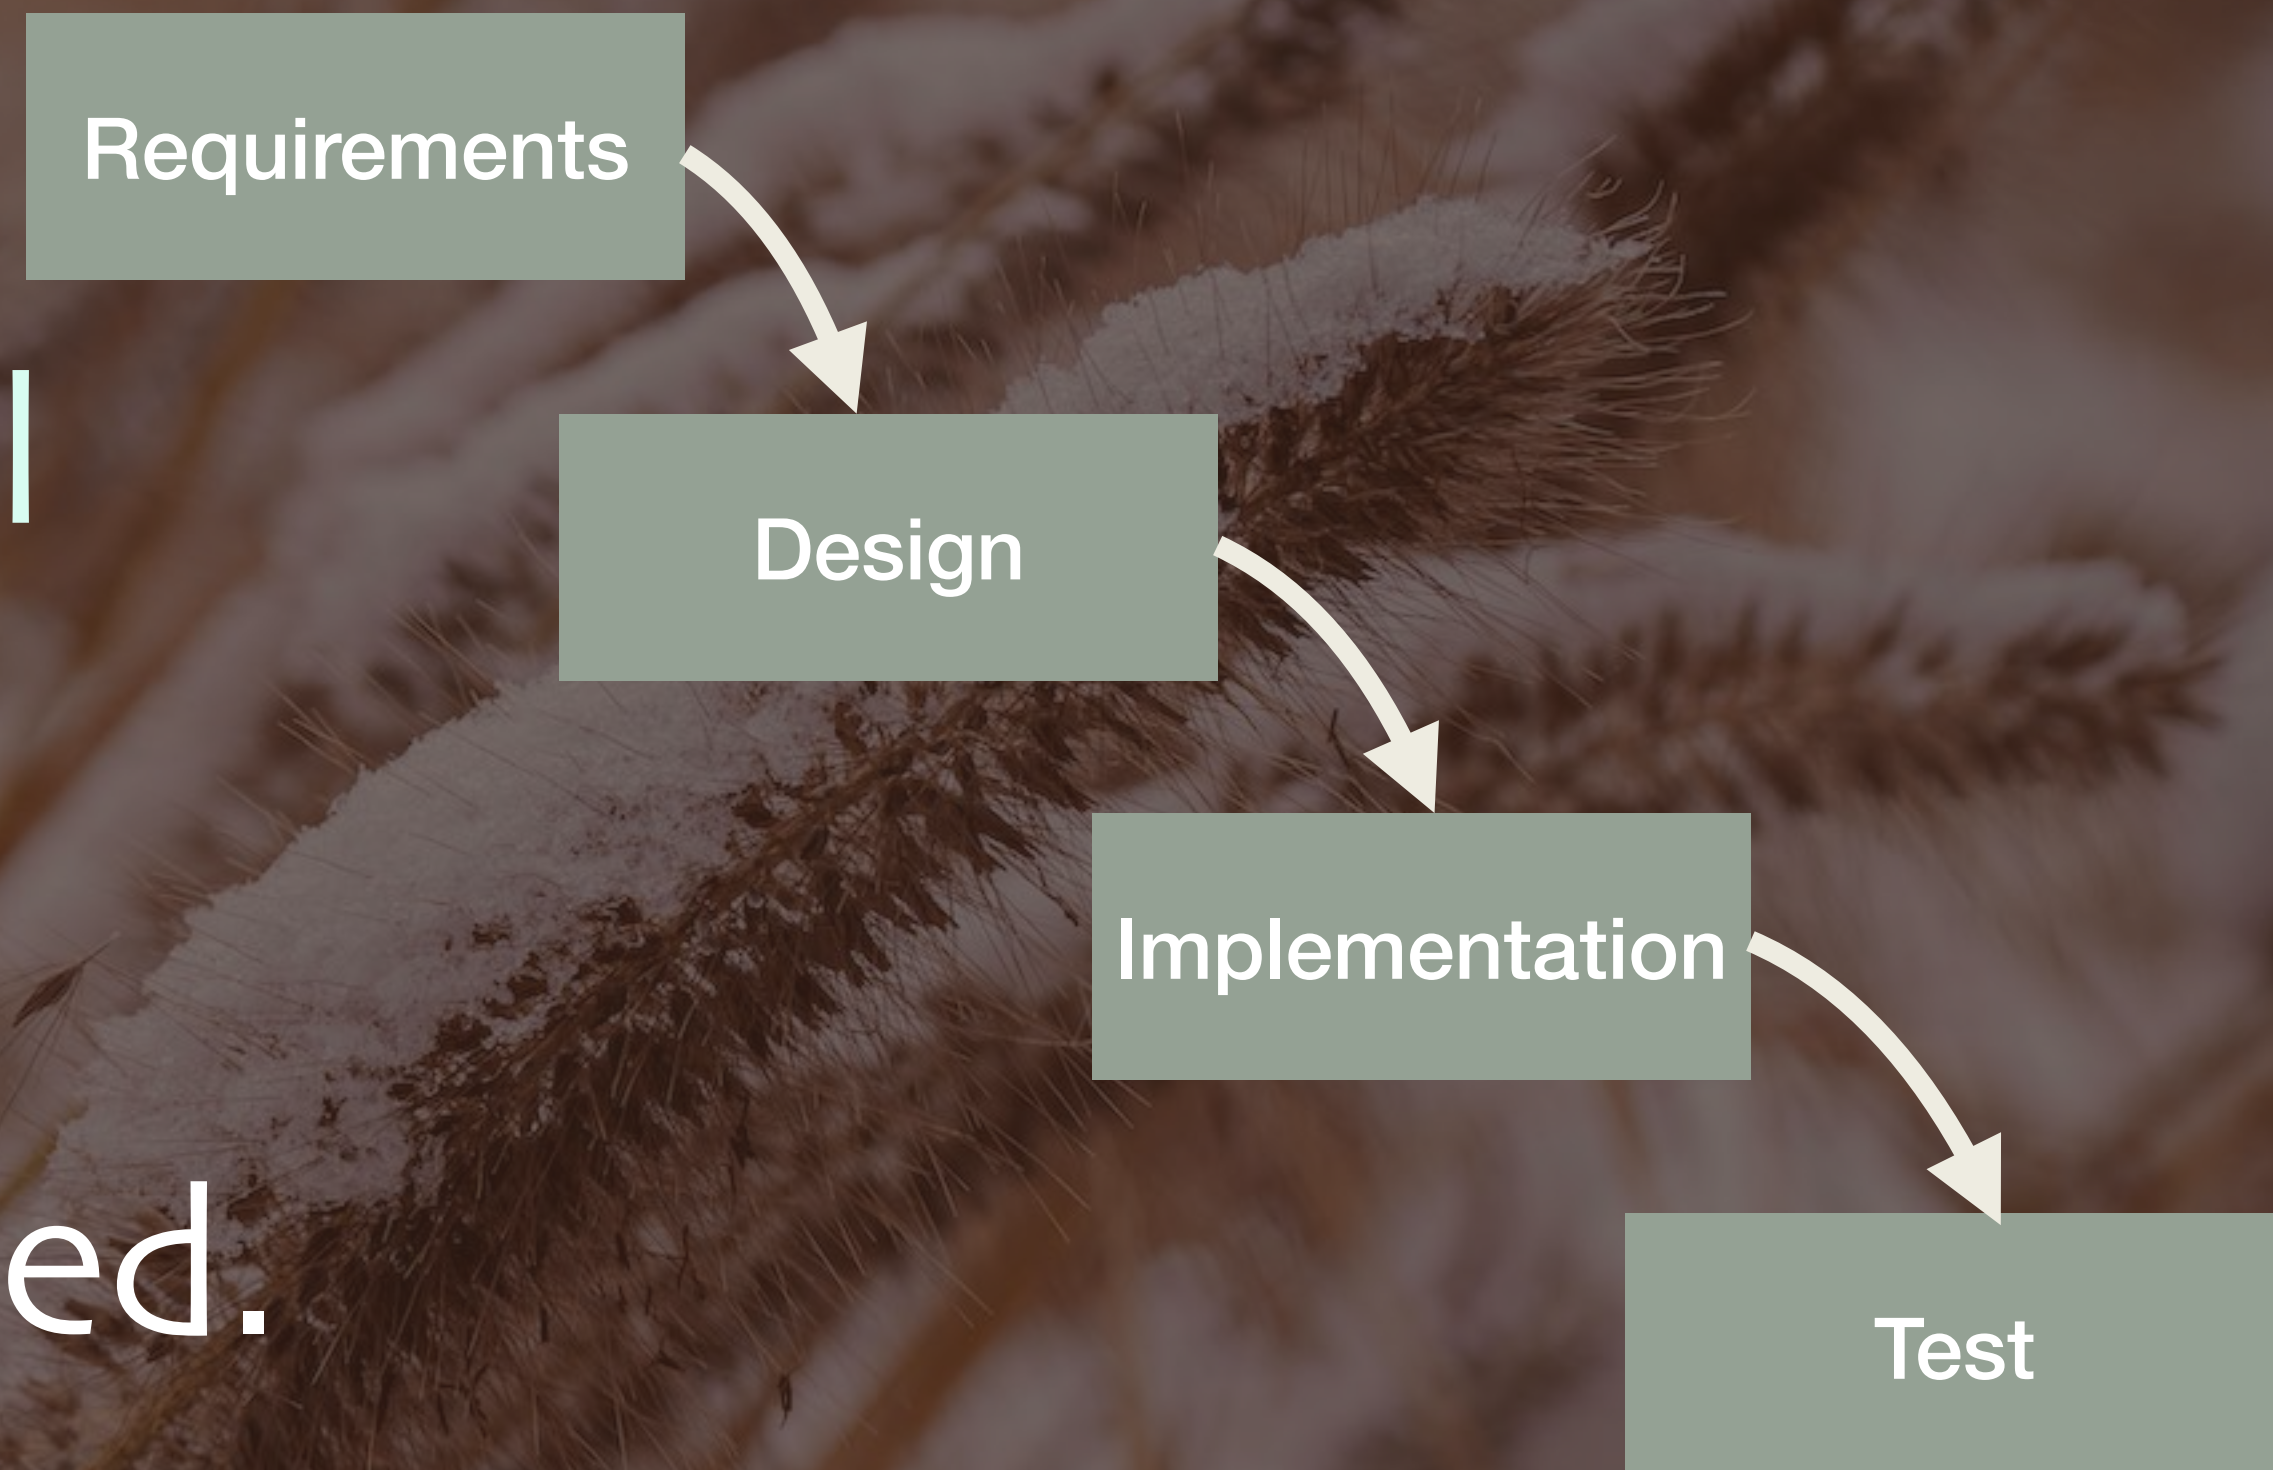 Requirements
l
Design
Implementation
ed.
Test